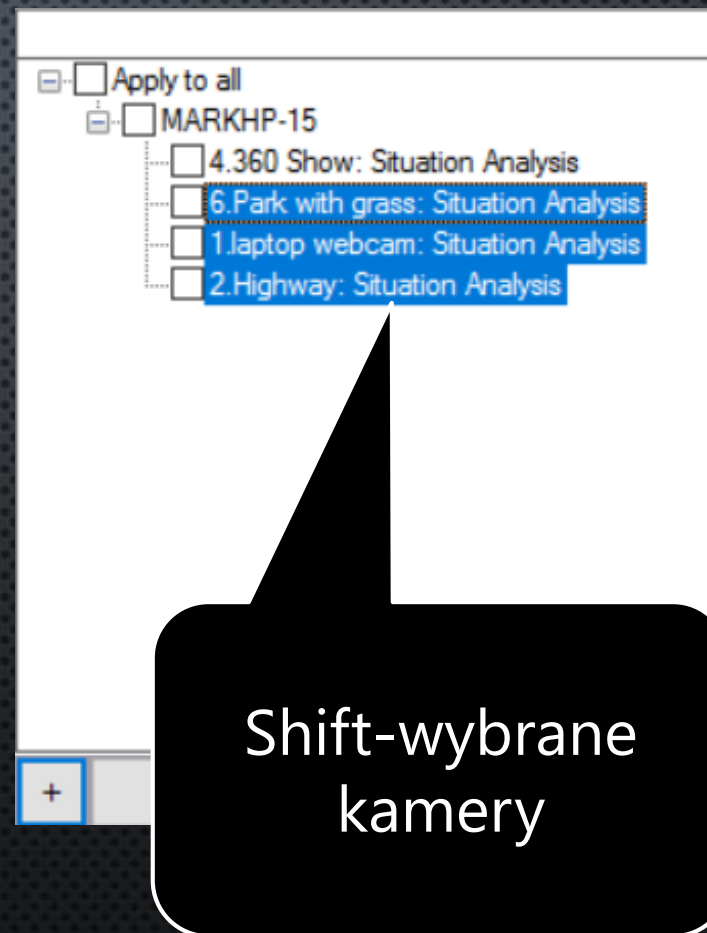 Apply to all
MARKHP-15
4.360 Show: Situation Analysis
6.Park with grass: Situation Analysis
1.laptop webcam: Situation Analysis
2.Highway: Situation Analysis
+
Shift-wybrane
kamery